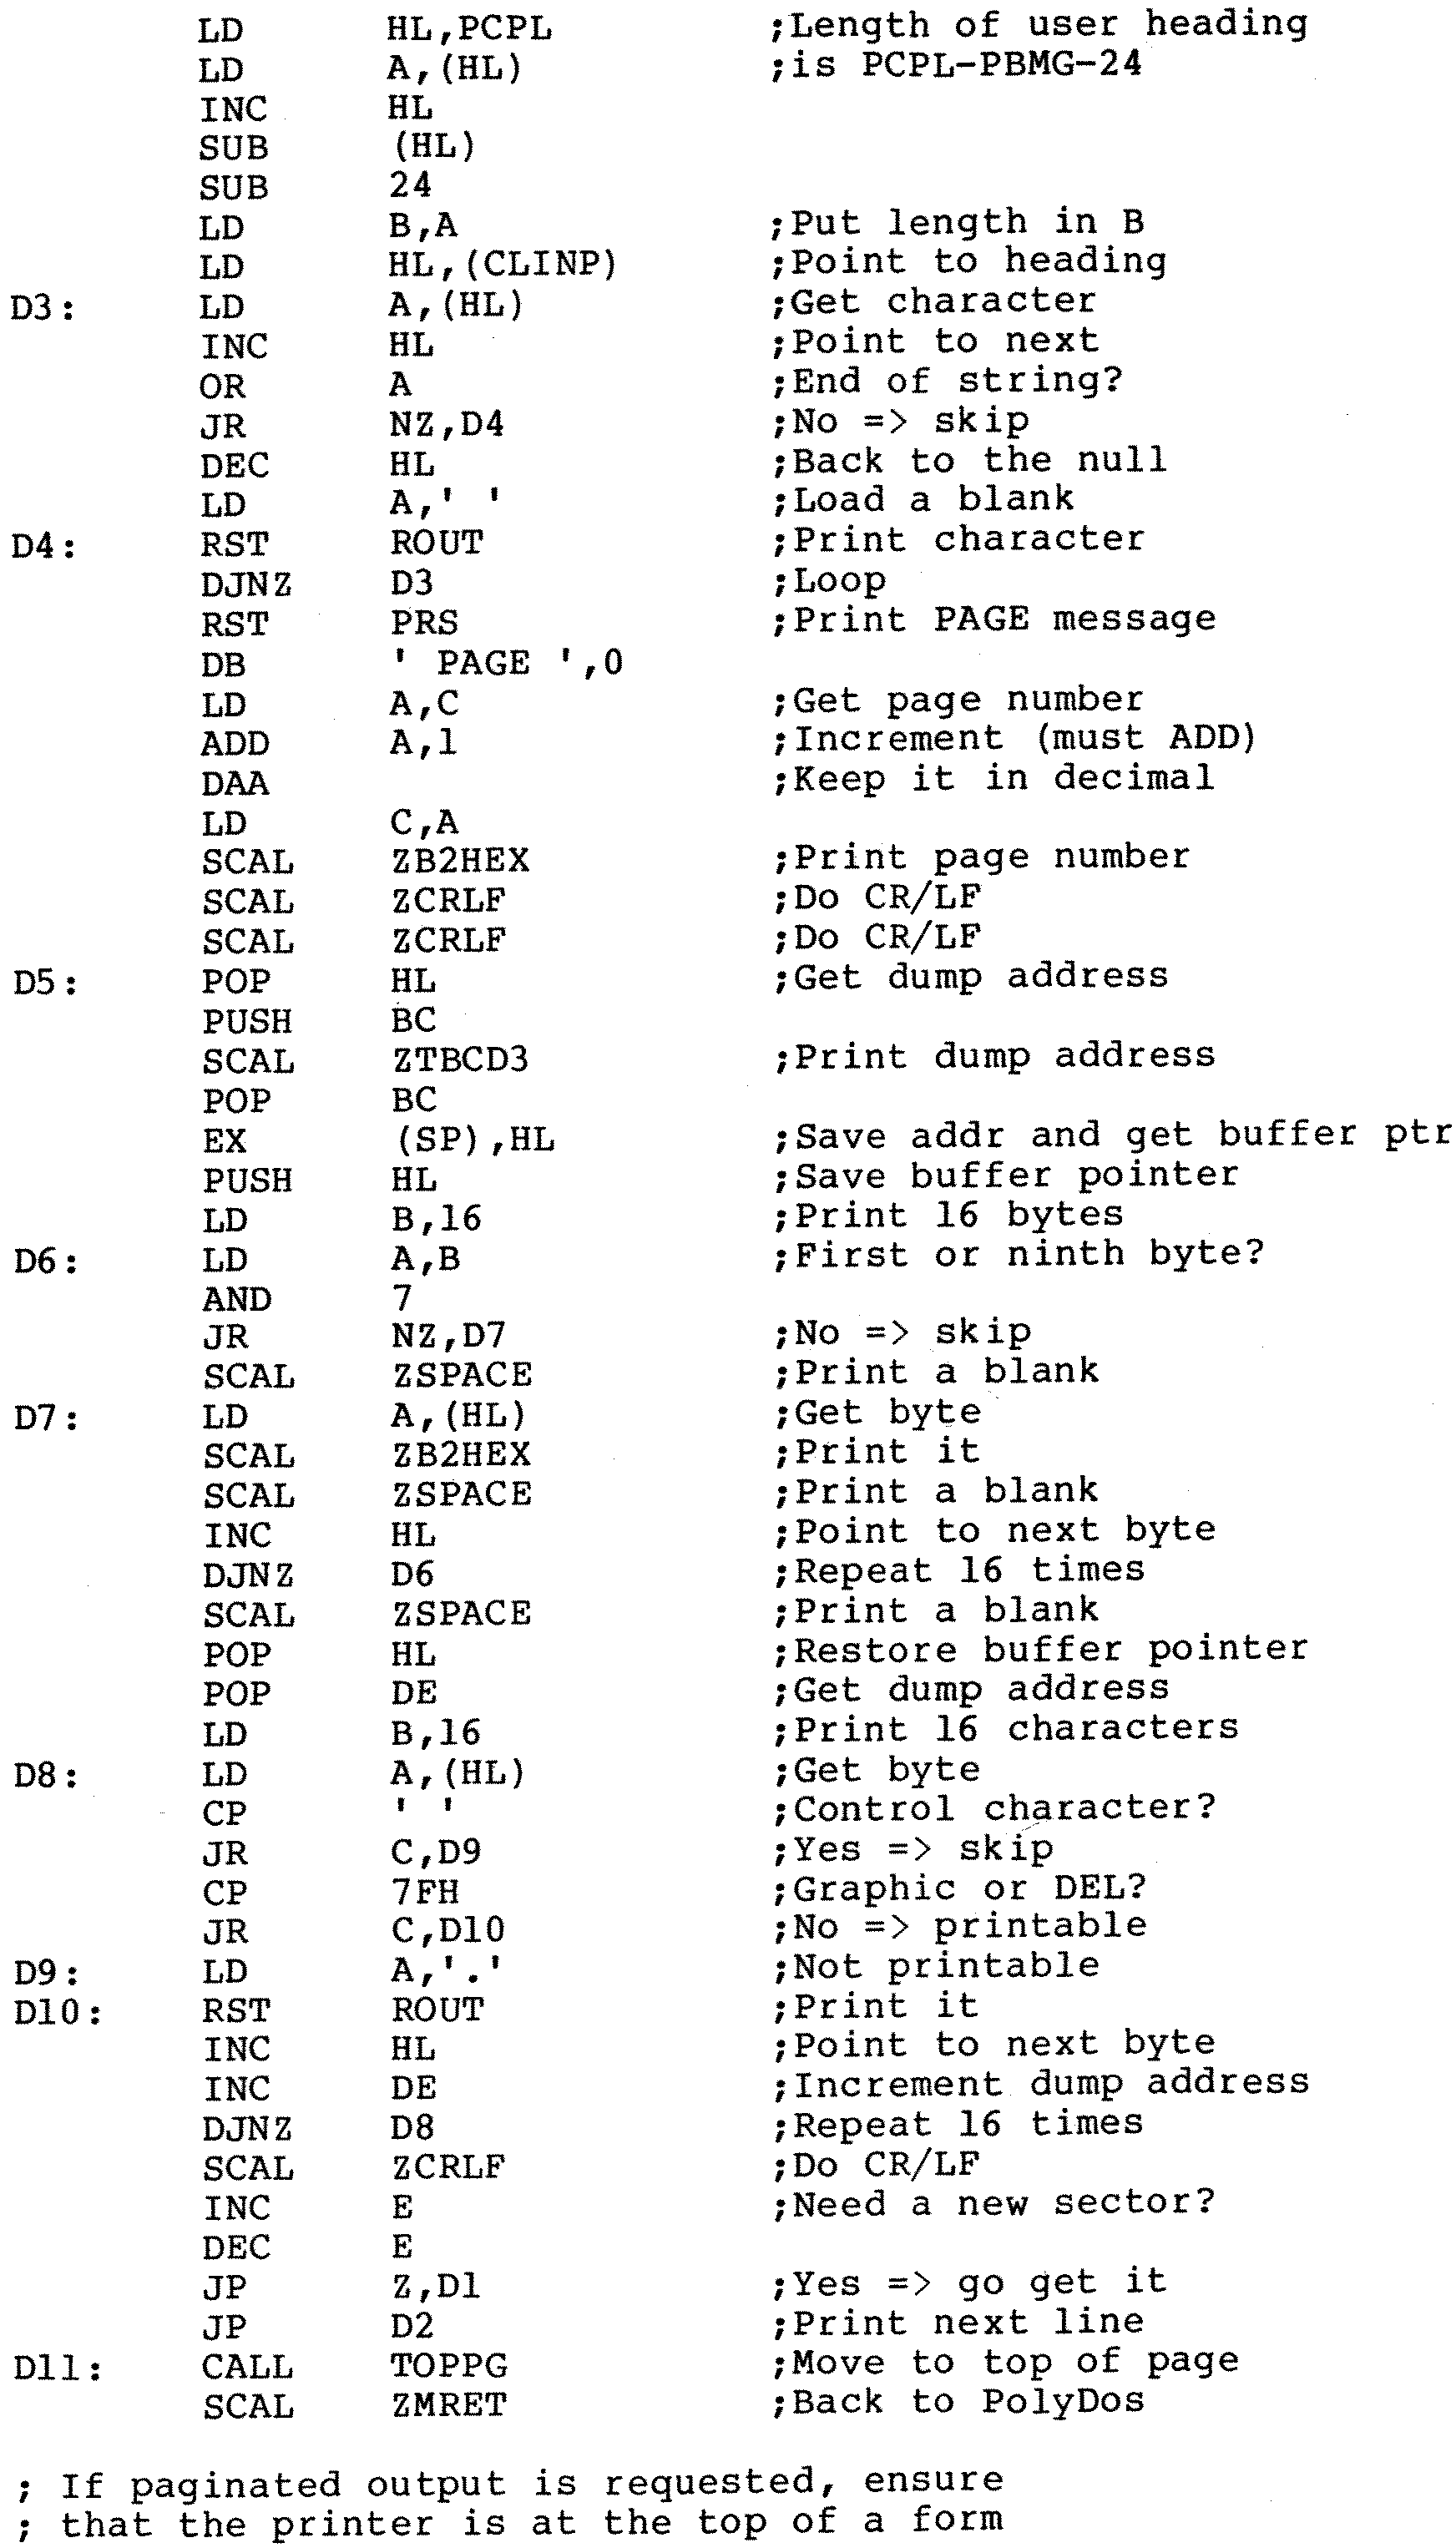 LD HL,PCPL ;Length of user heading
LD A,(HL) ;is PCPL-PBMG-24
INC HL
SUB (HL)
SUB 24
LD B,A ;Put length in B
LD HL,(CLINP) ;Point to heading
D3: LD A,(HL) ;Get character
INC HL ;Point to next
OR A ;End of string?
JR NZ,D4 ;No => skip
DEC HL ;Back to the null
LD A,' ' ;Load a blank
D4: RST ROUT ;Print character
DJNZ D3 ;Loop
RST PRS ;Print PAGE message
DB ' PAGE ',0
LD A,C ;Get page number
ADD A,1 ;Increment (must ADD)
DAA ;Keep it in decimal
LD C,A
SCAL ZB2HEX ;Print page number
SCAL ZCRLF ;Do CR/LF
SCAL ZCRLF ;Do CR/LF
D5: POP HL ;Get dump address
PUSH BC
SCAL ZTBCD3 ;Print dump address
POP BC
EX (SP),HL ;Save addr and get buffer ptr
PUSH HL ;Save buffer pointer
LD B,16 ;Print 16 bytes
D6: LD A,B ;First or ninth byte?
AND 7
JR NZ,D7 ;No => skip
SCAL ZSPACE ;Print a blank
D7: LD A,(HL) ;Get byte
SCAL ZB2HEX ;Print it
SCAL ZSPACE ;Print a blank
INC HL ;Point to next byte
DJNZ D6 ;Repeat 16 times
SCAL ZSPACE ;Print a blank
POP HL ;Restore buffer pointer
POP DE ;Get dump address
LD B,16 ;Print 16 characters
D8: LD A,(HL) ;Get byte
CP ' ' ;Control character?
JR C,D9 ;Yes => skip
CP 7FH ;Graphic or DEL?
JR C,D10 ;No => printable
D9: LD A,'.' ;Not printable
D10: RST ROUT ;Print it
INC HL ;Point to next byte
INC DE ;Increment dump address
DJNZ D8 ;Repeat 16 times
SCAL ZCRLF ;Do CR/LF
INC E ;Need a new sector?
DEC E
JP Z,D1 ;Yes => go get it
JP D2 ;Print next line
D11: CALL TOPPG ;Move to top of page
SCAL ZMRET ;Back to PolyDos
; If paginated output is requested, ensure
; that the printer is at the top of a form